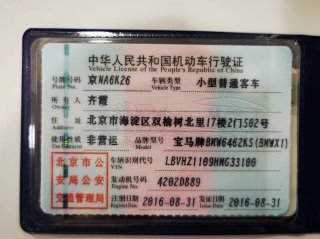 中华人民共和国机动车行驶证
Vehicle License of the People's Republic of China
号牌号码 京NA6K26 车辆类型 小型普通客车
Plate No. Vehicle Type
所有人 齐霞
Owner
住址 北京市海淀区双榆树北里17楼2门502号
Address
使用性质 非营运 品牌型号 宝马牌BMW6462KS(BMWX1)
Use Character Model
北京市公 车辆识别代号 LBVHZ1109HMG33100
VIN
安局公安 发动机号码 4202D889
Engine No.
交通管理局 注册日期 2016-08-31 发证日期 2016-08-31
Register Date Issue Date